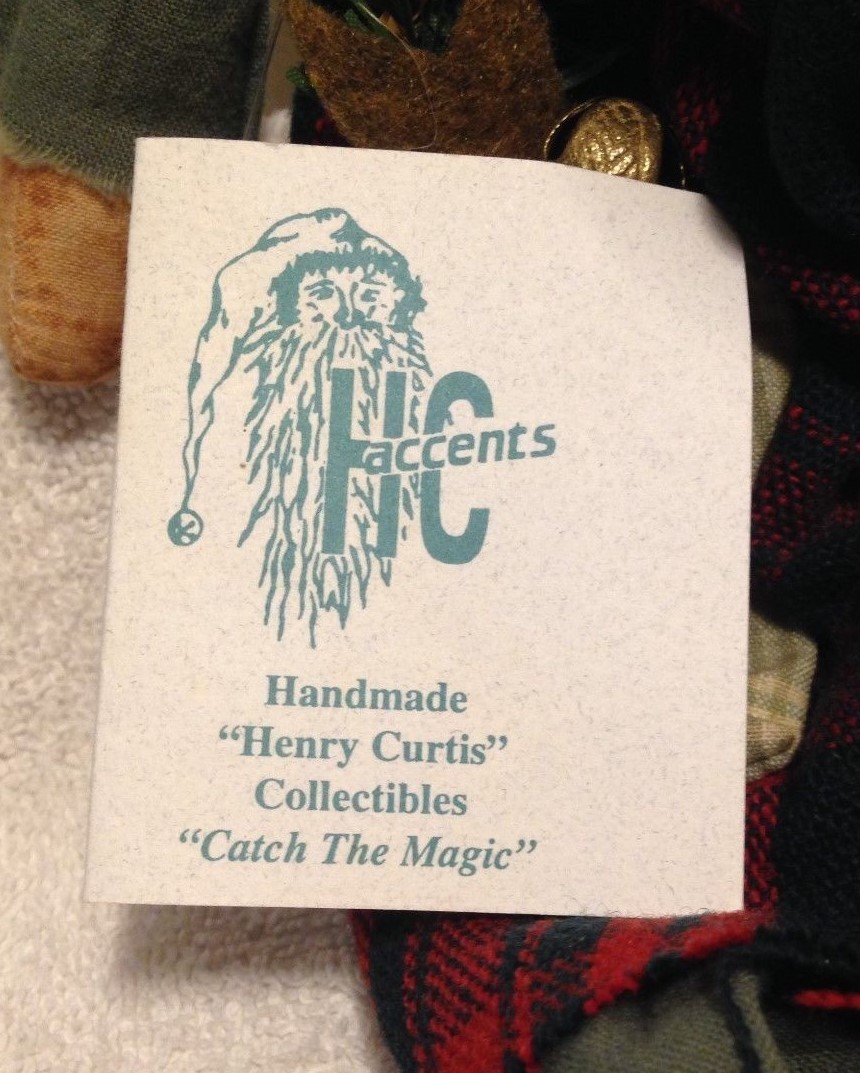 HC
accents
Handmade
“Henry Curtis”
Collectibles
“Catch The Magic”